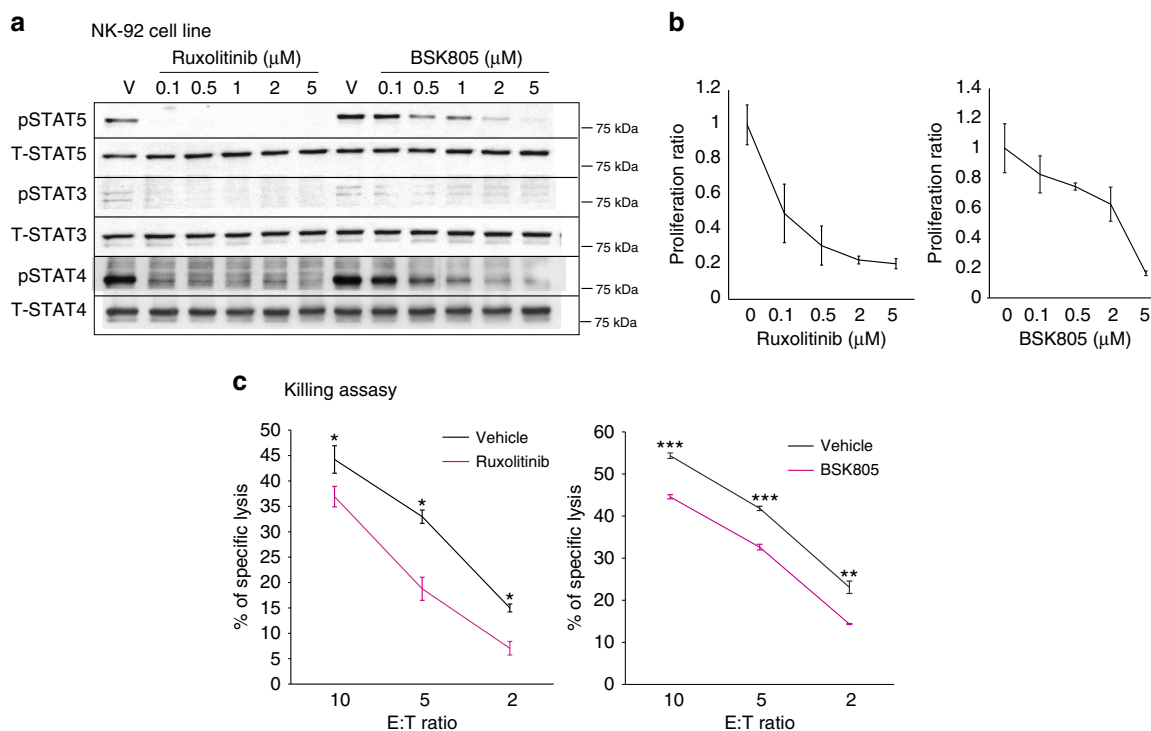 a
NK-92 cell line
Ruxolitinib (μM)
BSK805 (μM)
V 0.1 0.5 1 2 5 V 0.1 0.5 1 2 5
pSTAT5
75 kDa
T-STAT5
75 kDa
pSTAT3
75 kDa
T-STAT3
75 kDa
pSTAT4
75 kDa
T-STAT4
75 kDa
b
Proliferation ratio
1.2
1
0.8
0.6
0.4
0.2
0
0 0.1 0.5 2 5
Ruxolitinib (μM)
Proliferation ratio
1.4
1.2
1
0.8
0.6
0.4
0.2
0
0 0.1 0.5 2 5
BSK805 (μM)
c
Killing assasy
% of specific lysis
50
45
40
35
30
25
20
15
10
5
0
*
*
*
Vehicle
Ruxolitinib
10 5 2
E:T ratio
% of specific lysis
60
50
40
30
20
10
0
***
***
**
Vehicle
BSK805
10 5 2
E:T ratio